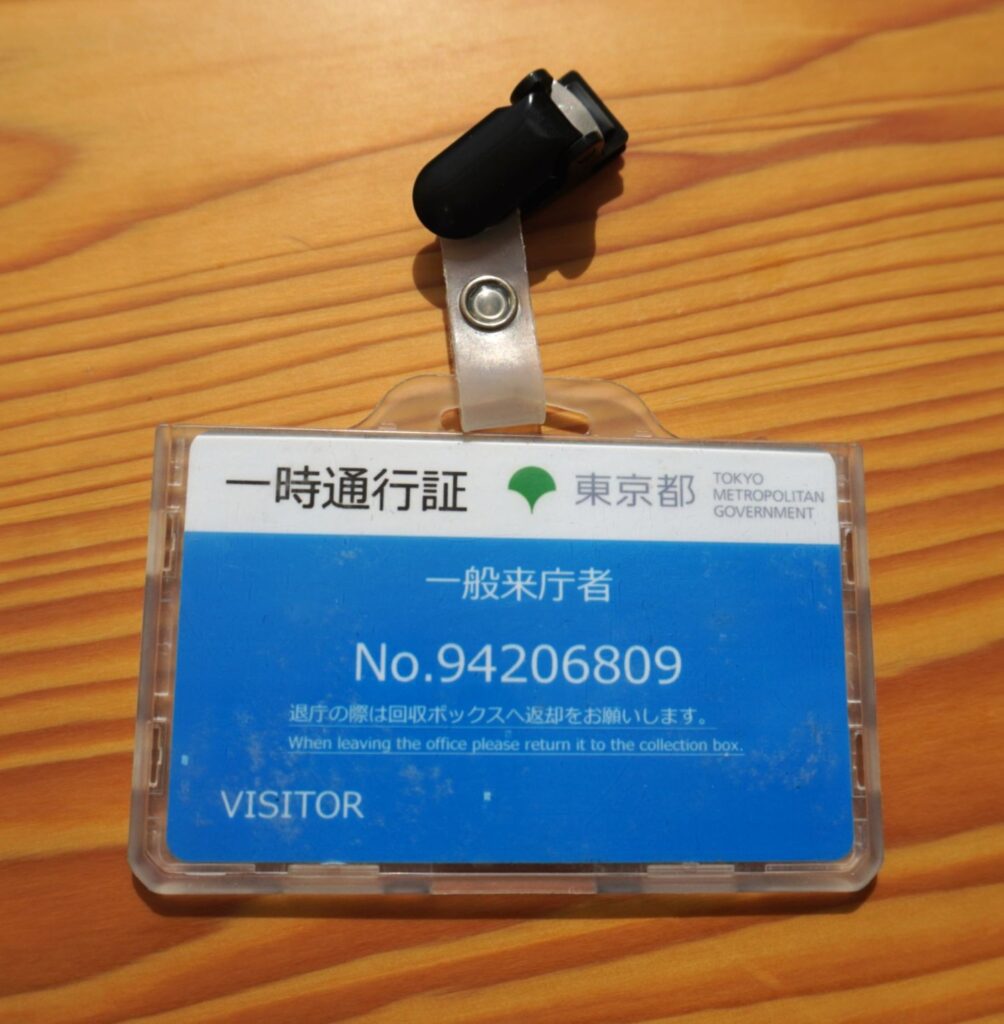 一時通行証 東京都 TOKYO
METROPOLITAN
GOVERNMENT
一般来庁者
No.94206809
退庁の際は回収ボックスへ返却をお願いします。
When leaving the office please return it to the collection box.
VISITOR